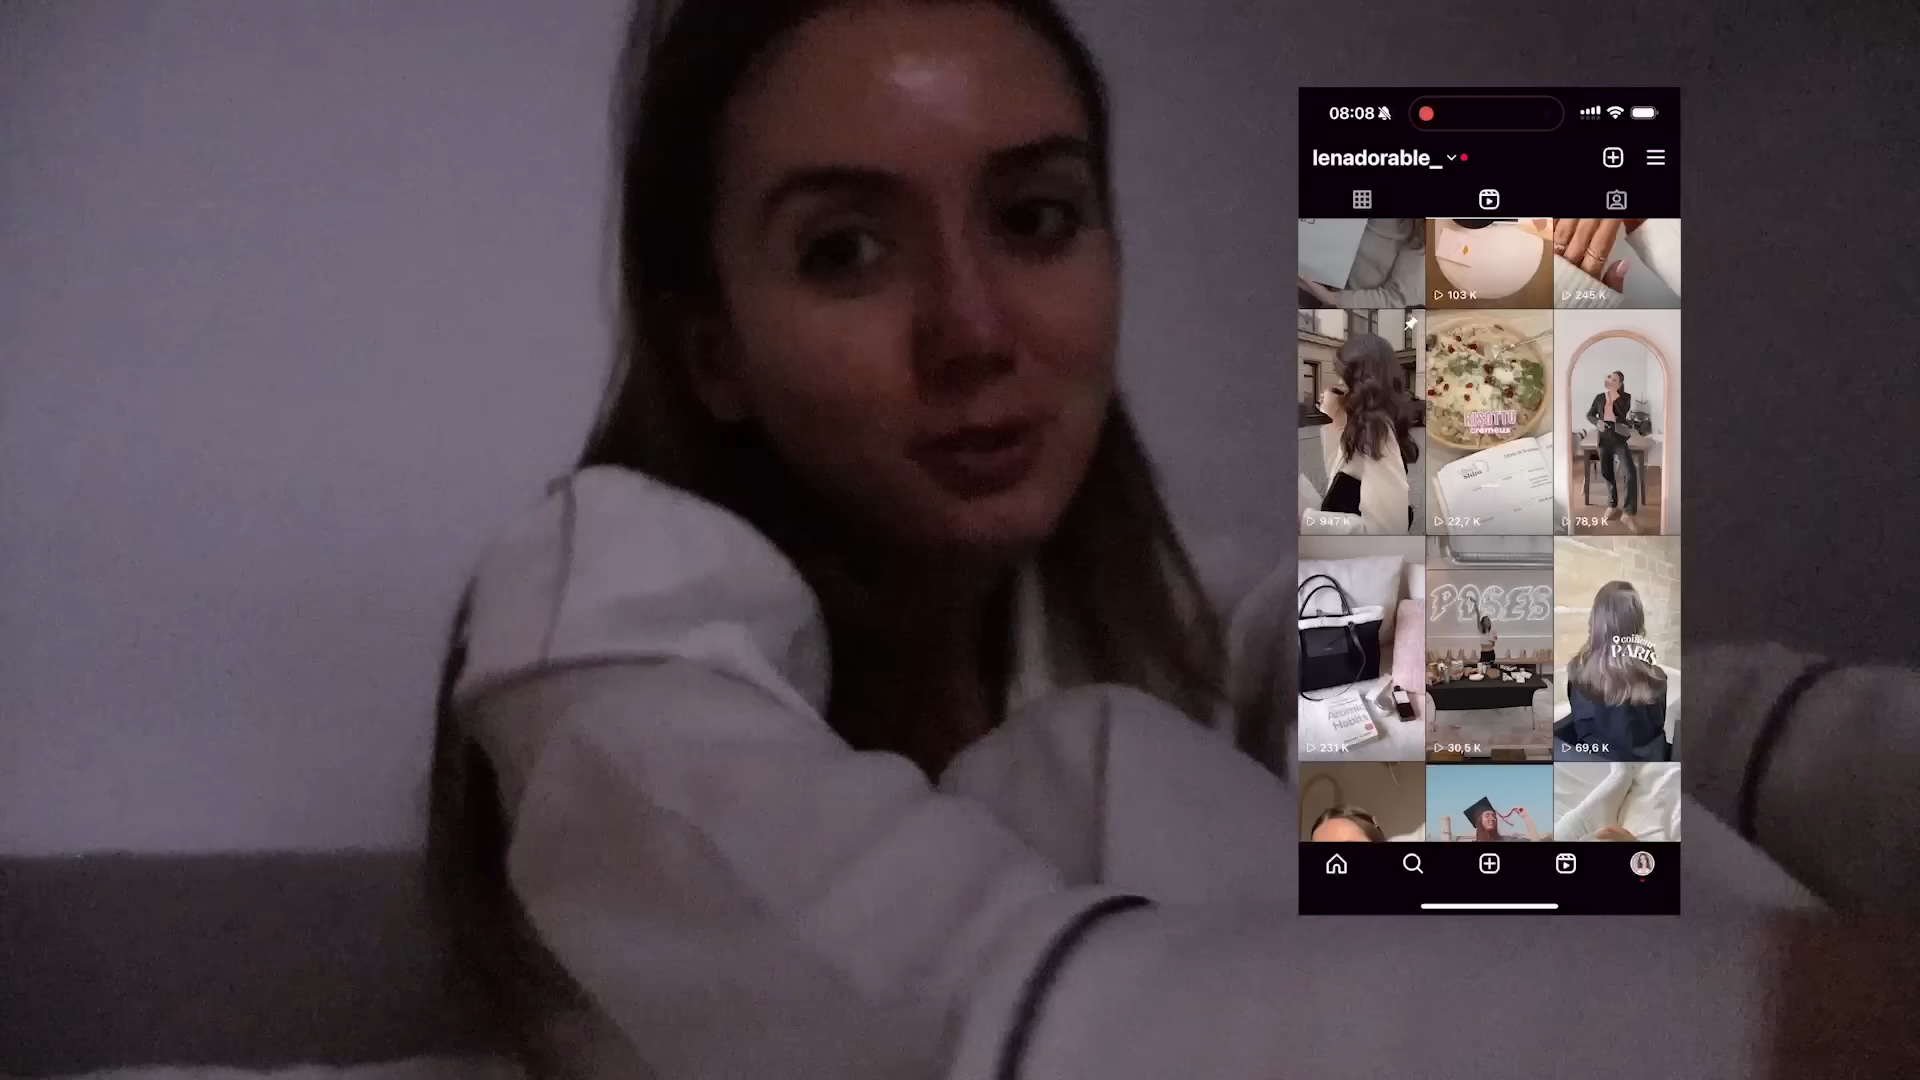 08:08
lenadorable_
103 K
245 K
RISOTTO
crémeux
947 K
22,7 K
78,9 K
POSES
coiffeur
PARIS
Atomic
Habits
231 K
30,5 K
69,6 K